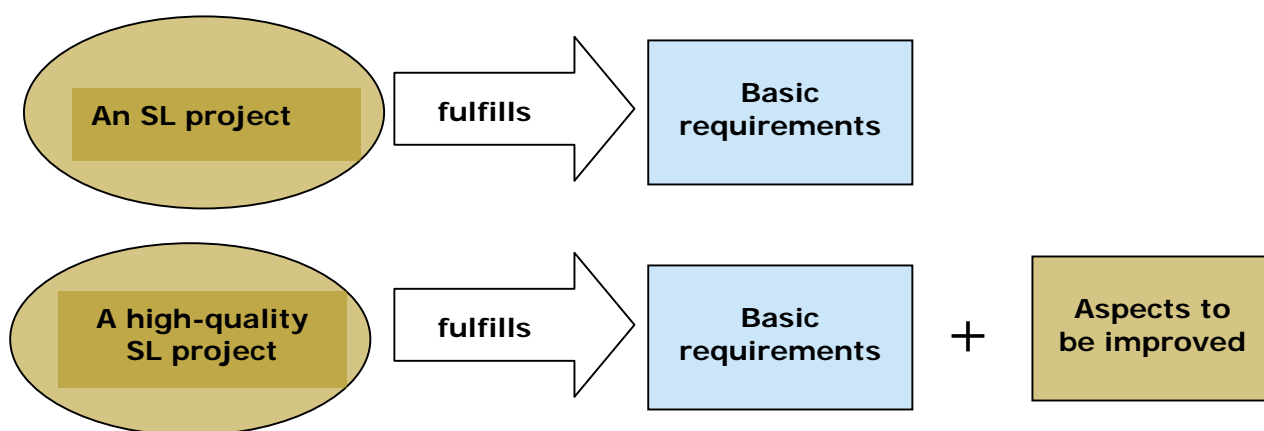 An SL project
fulfills
Basic
requirements
A high-quality
SL project
fulfills
Basic
requirements
+
Aspects to
be improved